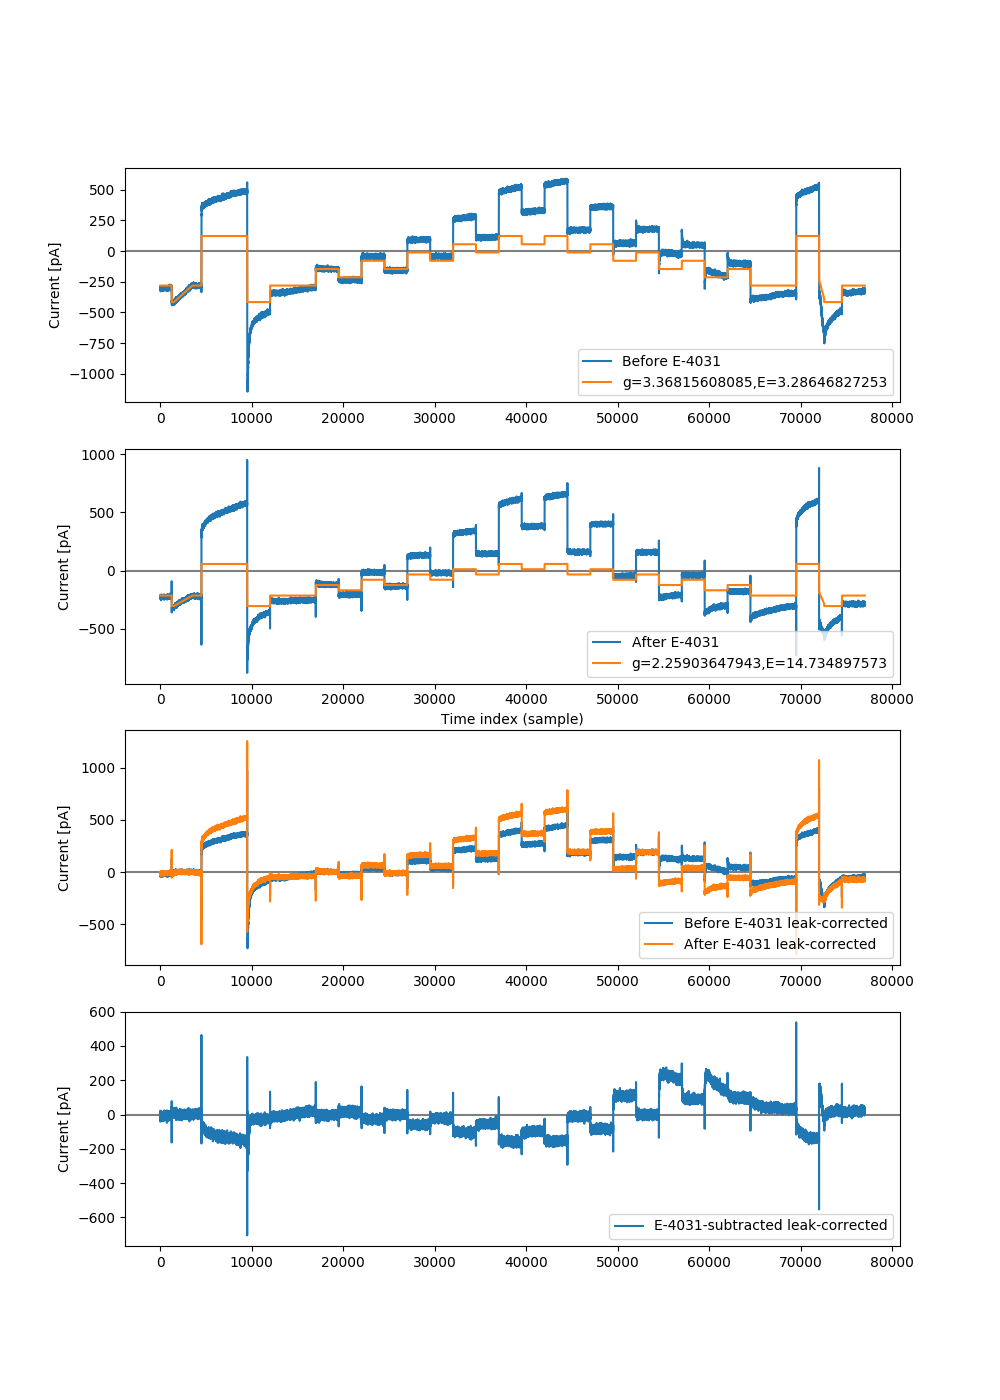 500
250
0
−250
−500
−750
−1000
Current [pA]
Before E-4031
g=3.36815608085,E=3.28646827253
0 10000 20000 30000 40000 50000 60000 70000 80000
1000
500
0
−500
Current [pA]
After E-4031
g=2.25903647943,E=14.734897573
0 10000 20000 30000 40000 50000 60000 70000 80000
Time index (sample)
1000
500
0
−500
Current [pA]
Before E-4031 leak-corrected
After E-4031 leak-corrected
0 10000 20000 30000 40000 50000 60000 70000 80000
600
400
200
0
−200
−400
−600
Current [pA]
E-4031-subtracted leak-corrected
0 10000 20000 30000 40000 50000 60000 70000 80000